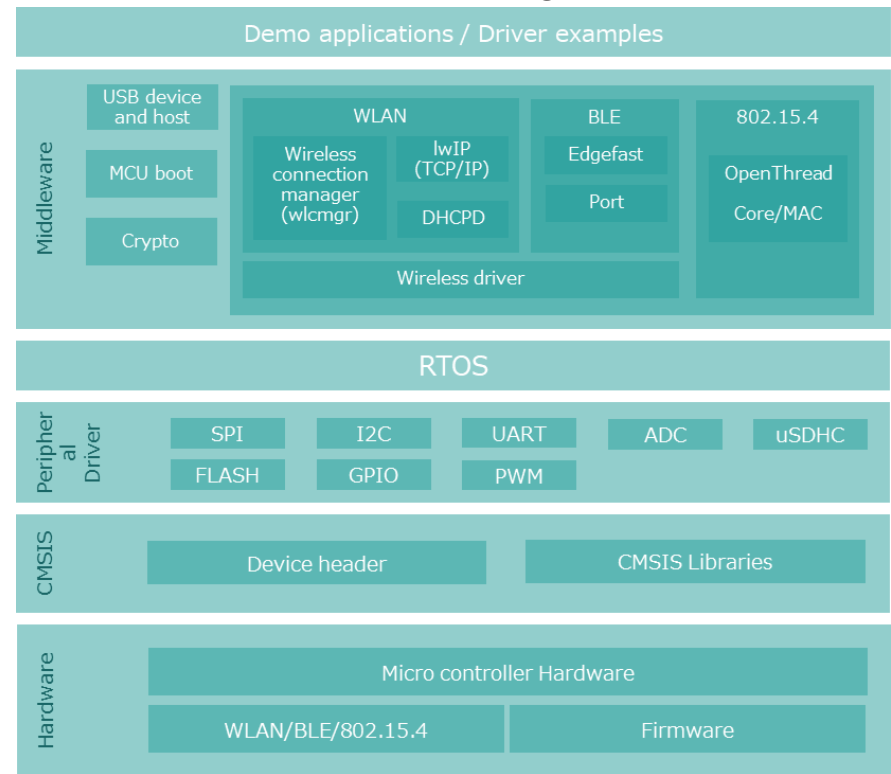 Demo applications / Driver examples
Middleware
USB device
and host
MCU boot
Crypto
WLAN
Wireless
connection
manager
(wlcmgr)
lwIP
(TCP/IP)
DHCPD
BLE
Edgefast
Port
802.15.4
OpenThread
Core/MAC
Wireless driver
RTOS
Peripher
al
Driver
SPI
I2C
UART
ADC
uSDHC
FLASH
GPIO
PWM
CMSIS
Device header
CMSIS Libraries
Hardware
Micro controller Hardware
WLAN/BLE/802.15.4
Firmware